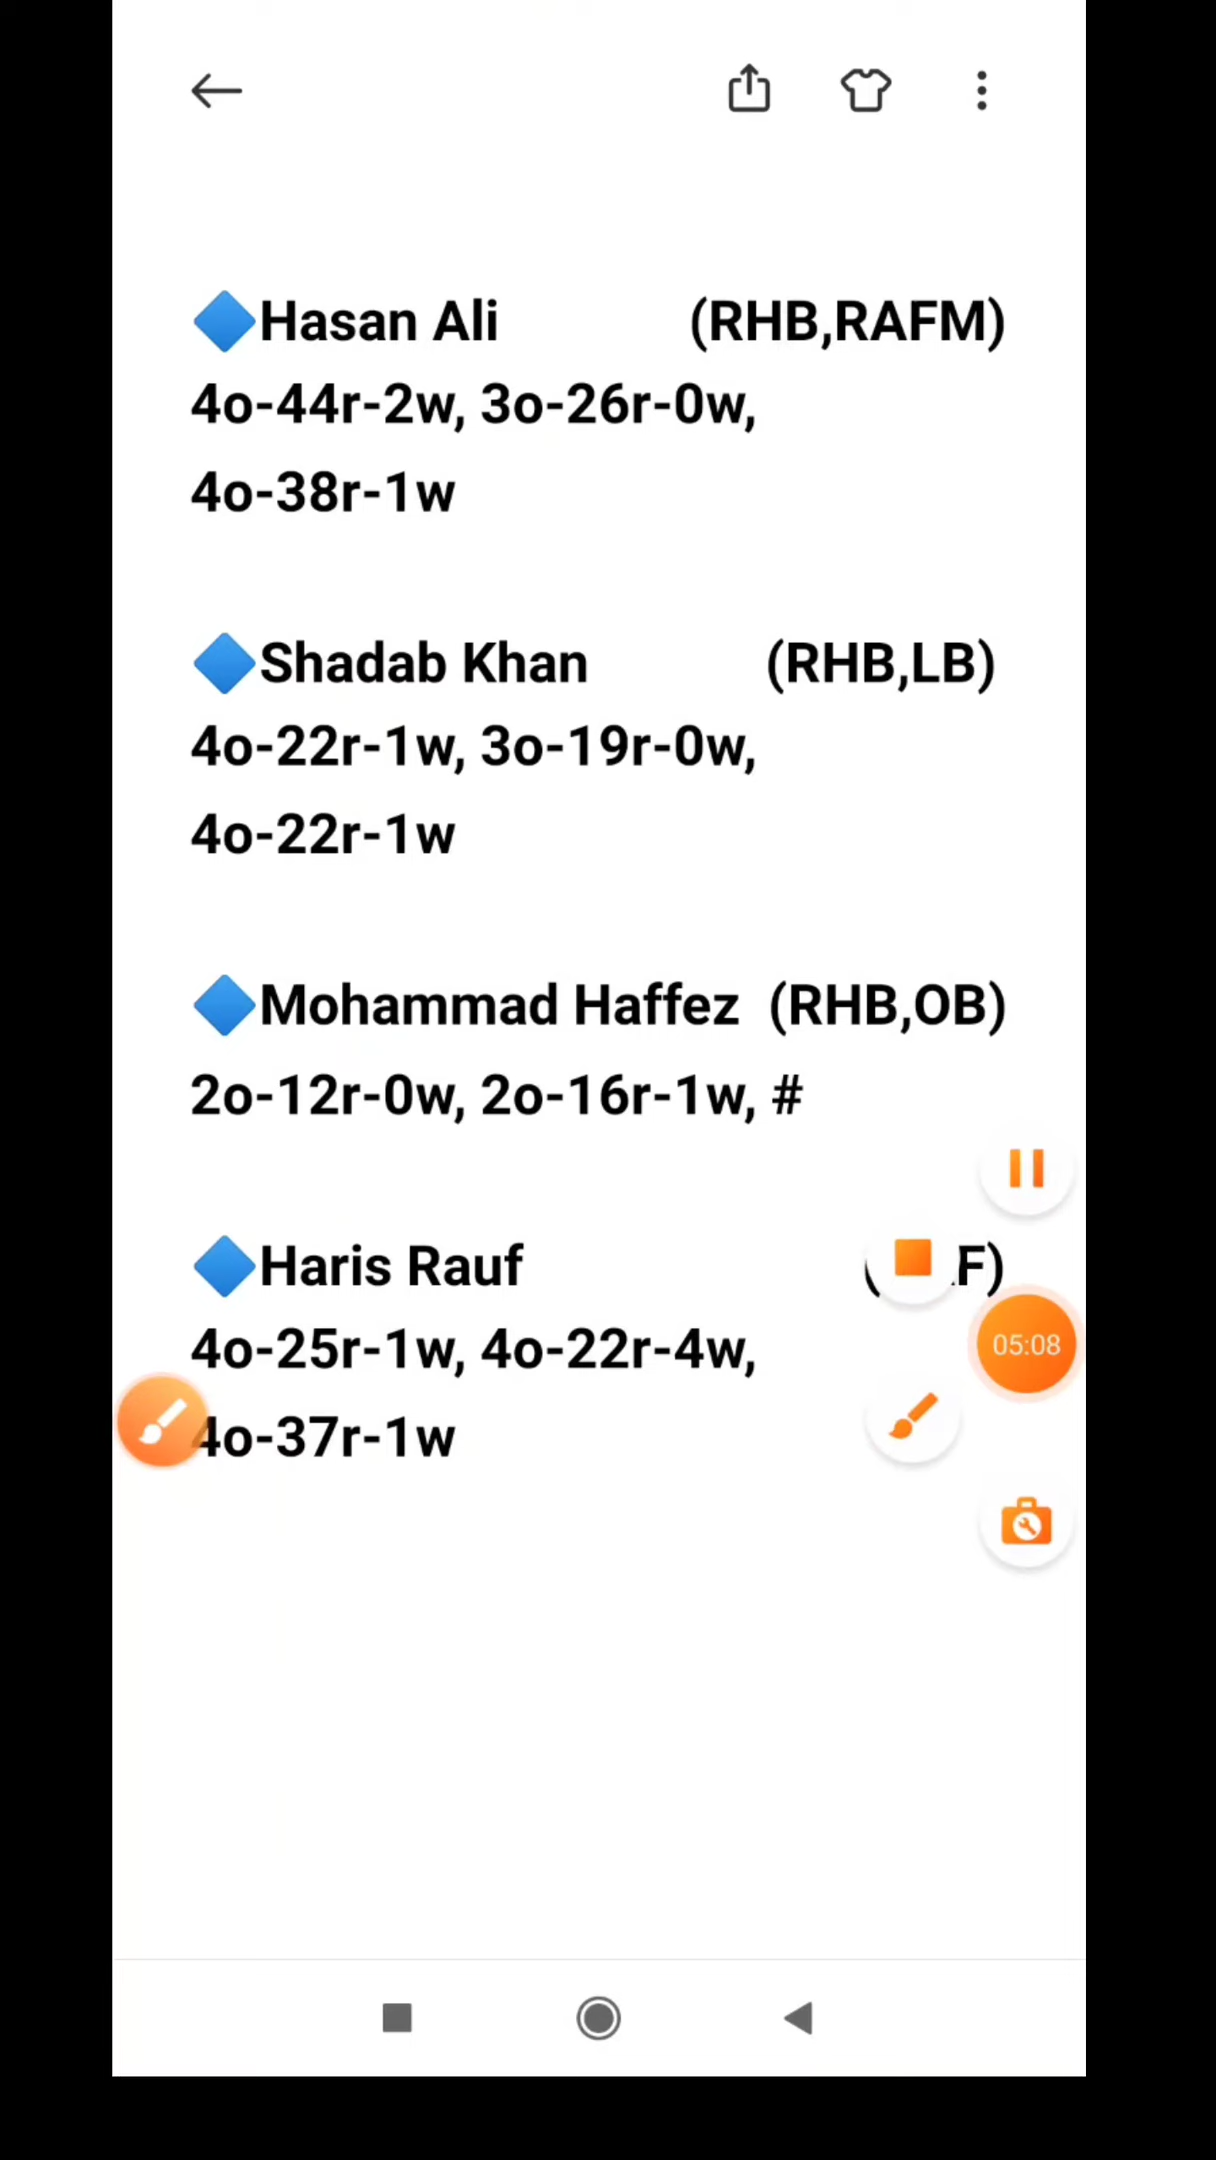 🔷Hasan Ali (RHB,RAFM)
4o-44r-2w, 3o-26r-0w,
4o-38r-1w
🔷Shadab Khan (RHB,LB)
4o-22r-1w, 3o-19r-0w,
4o-22r-1w
🔷Mohammad Haffez (RHB,OB)
2o-12r-0w, 2o-16r-1w, #
🔷Haris Rauf
4o-25r-1w, 4o-22r-4w,
05:08
4o-37r-1w